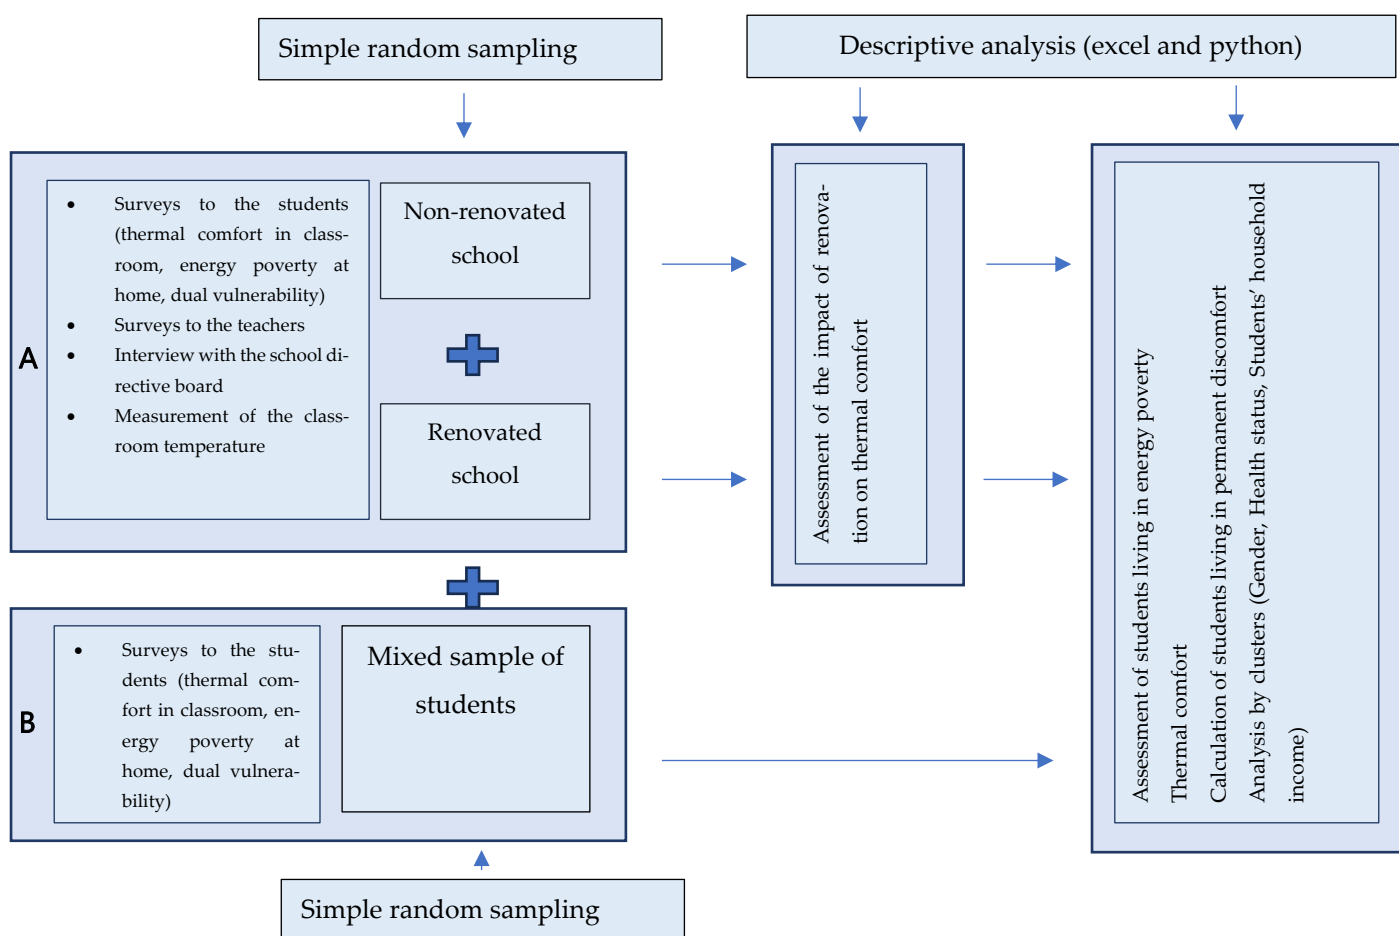 Simple random sampling
Descriptive analysis (excel and python)
A
• Surveys to the students
(thermal comfort in class-
room, energy poverty at
home, dual vulnerability)
• Surveys to the teachers
• Interview with the school di-
rective board
• Measurement of the class-
room temperature
Non-renovated
school
Renovated
school
Assessment of the impact of renova-
tion on thermal comfort
Assessment of students living in energy poverty
Thermal comfort
Calculation of students living in permanent discomfort
Analysis by clusters (Gender, Health status, Students’ household
income)
B
• Surveys to the stu-
dents (thermal com-
fort in classroom, en-
ergy poverty at
home, dual vulnera-
bility)
Mixed sample of
students
Simple random sampling